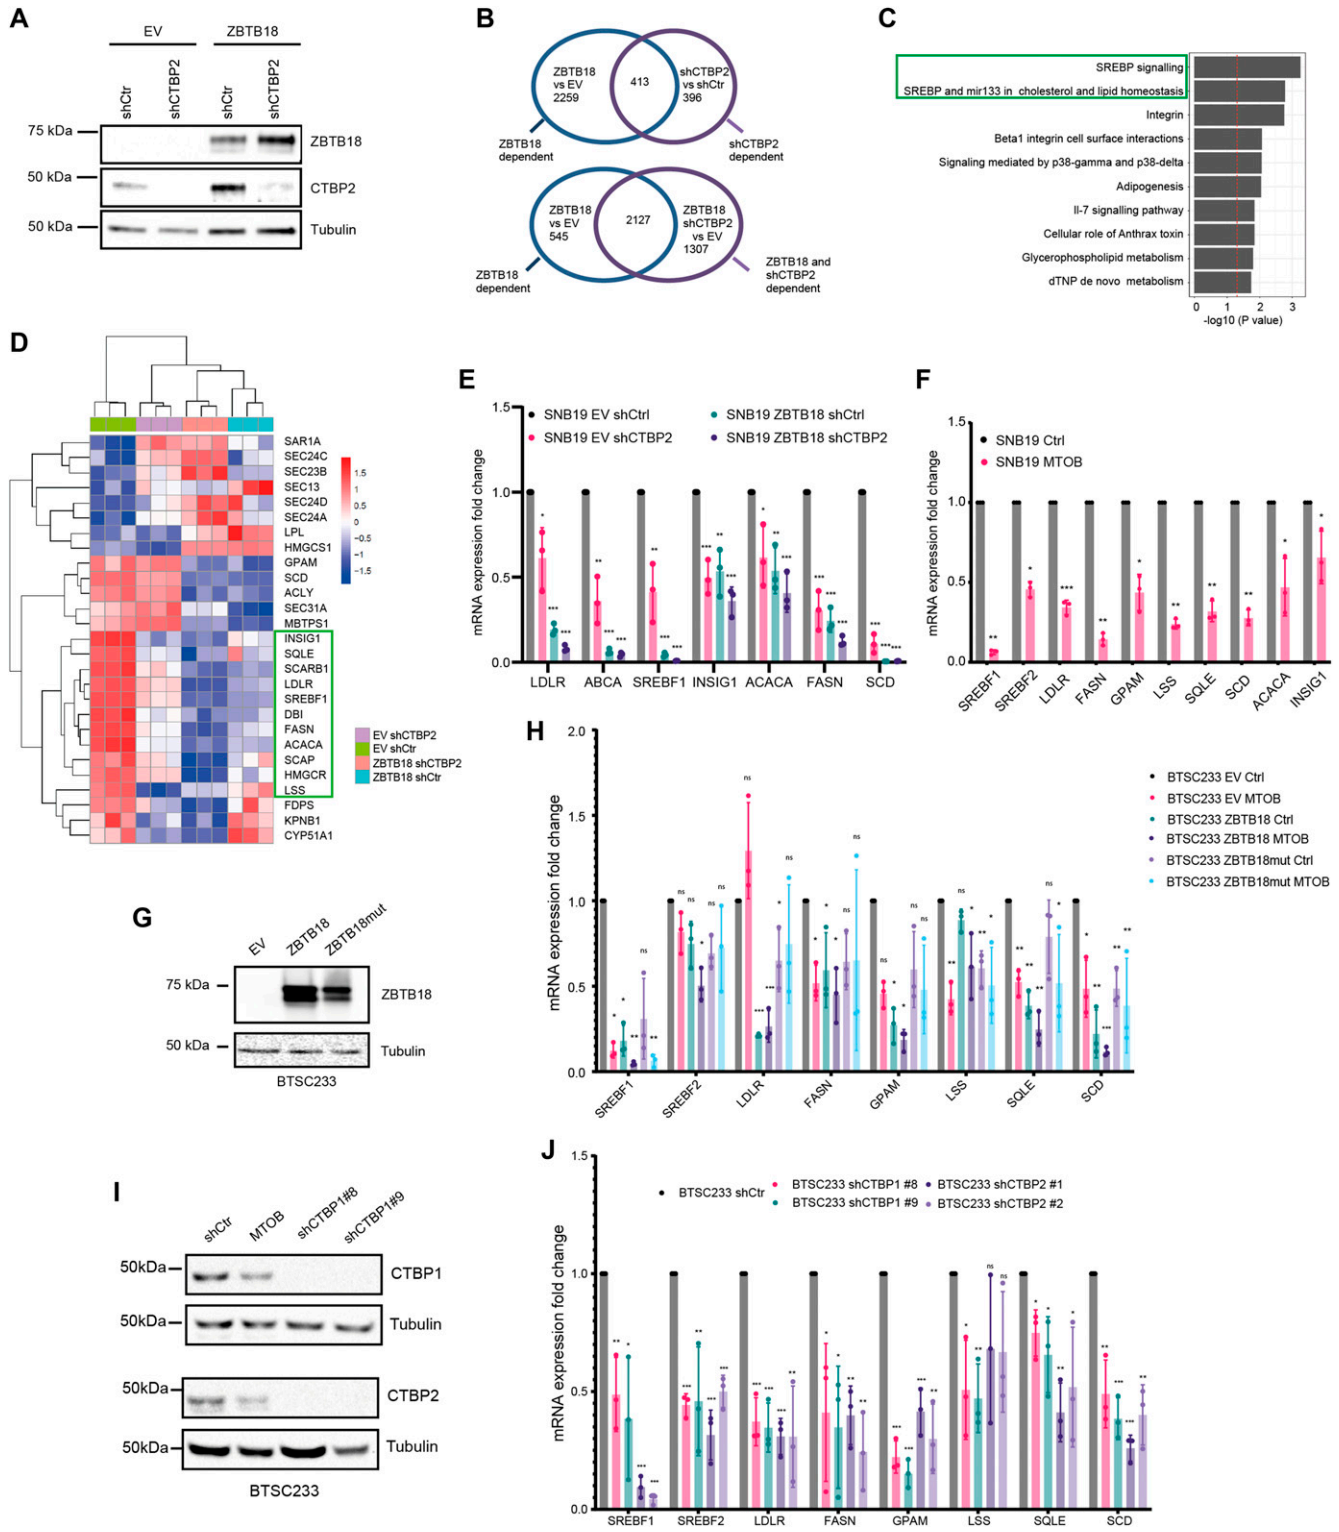 A
EV
ZBTB18
shCtr
shCTBP2
shCtr
shCTBP2
75 kDa
ZBTB18
50 kDa
CTBP2
50 kDa
Tubulin
B
ZBTB18
vs EV
2259
413
shCTBP2
vs shCtr
396
ZBTB18
dependent
shCTBP2
dependent
ZBTB18
vs EV
545
2127
ZBTB18
shCTBP2
vs EV
1307
ZBTB18
dependent
ZBTB18 and
shCTBP2
dependent
C
SREBP signalling
SREBP and mir133 in cholesterol and lipid homeostasis
Integrin
Beta1 integrin cell surface interactions
Signaling mediated by p38-gamma and p38-delta
Adipogenesis
Il-7 signalling pathway
Cellular role of Anthrax toxin
Glycerophospholipid metabolism
dTNP de novo metabolism
0 1 2 3
-log10 (P value)
D
SAR1A
SEC24C
SEC23B
SEC13
SEC24D
SEC24A
LPL
HMGCS1
GPAM
SCD
ACLY
SEC31A
MBTPS1
INSIG1
SQLE
SCARB1
LDLR
SREBF1
DBI
FASN
ACACA
SCAP
HMGCR
LSS
FDPS
KPNB1
CYP51A1
1.5
1
0.5
0
−0.5
−1
−1.5
EV shCTBP2
EV shCtr
ZBTB18 shCTBP2
ZBTB18 shCtr
E
SNB19 EV shCtrl
SNB19 EV shCTBP2
SNB19 ZBTB18 shCtrl
SNB19 ZBTB18 shCTBP2
mRNA expression fold change
1.5
1.0
0.5
0.0
LDLR ABCA SREBF1 INSIG1 ACACA FASN SCD
F
SNB19 Ctrl
SNB19 MTOB
mRNA expression fold change
1.5
1.0
0.5
0.0
SREBF1 SREBF2 LDLR FASN GPAM LSS SQLE SCD ACACA INSIG1
G
EV
ZBTB18
ZBTB18mut
75 kDa
ZBTB18
50 kDa
Tubulin
BTSC233
H
mRNA expression fold change
2.0
1.5
1.0
0.5
0.0
SREBF1 SREBF2 LDLR FASN GPAM LSS SQLE SCD
BTSC233 EV Ctrl
BTSC233 EV MTOB
BTSC233 ZBTB18 Ctrl
BTSC233 ZBTB18 MTOB
BTSC233 ZBTB18mut Ctrl
BTSC233 ZBTB18mut MTOB
I
shCtr
MTOB
shCTBP1#8
shCTBP1#9
50kDa
CTBP1
50kDa
Tubulin
50kDa
CTBP2
50kDa
Tubulin
BTSC233
J
BTSC233 shCtr
BTSC233 shCTBP1 #8
BTSC233 shCTBP1 #9
BTSC233 shCTBP2 #1
BTSC233 shCTBP2 #2
mRNA expression fold change
1.5
1.0
0.5
0.0
SREBF1 SREBF2 LDLR FASN GPAM LSS SQLE SCD